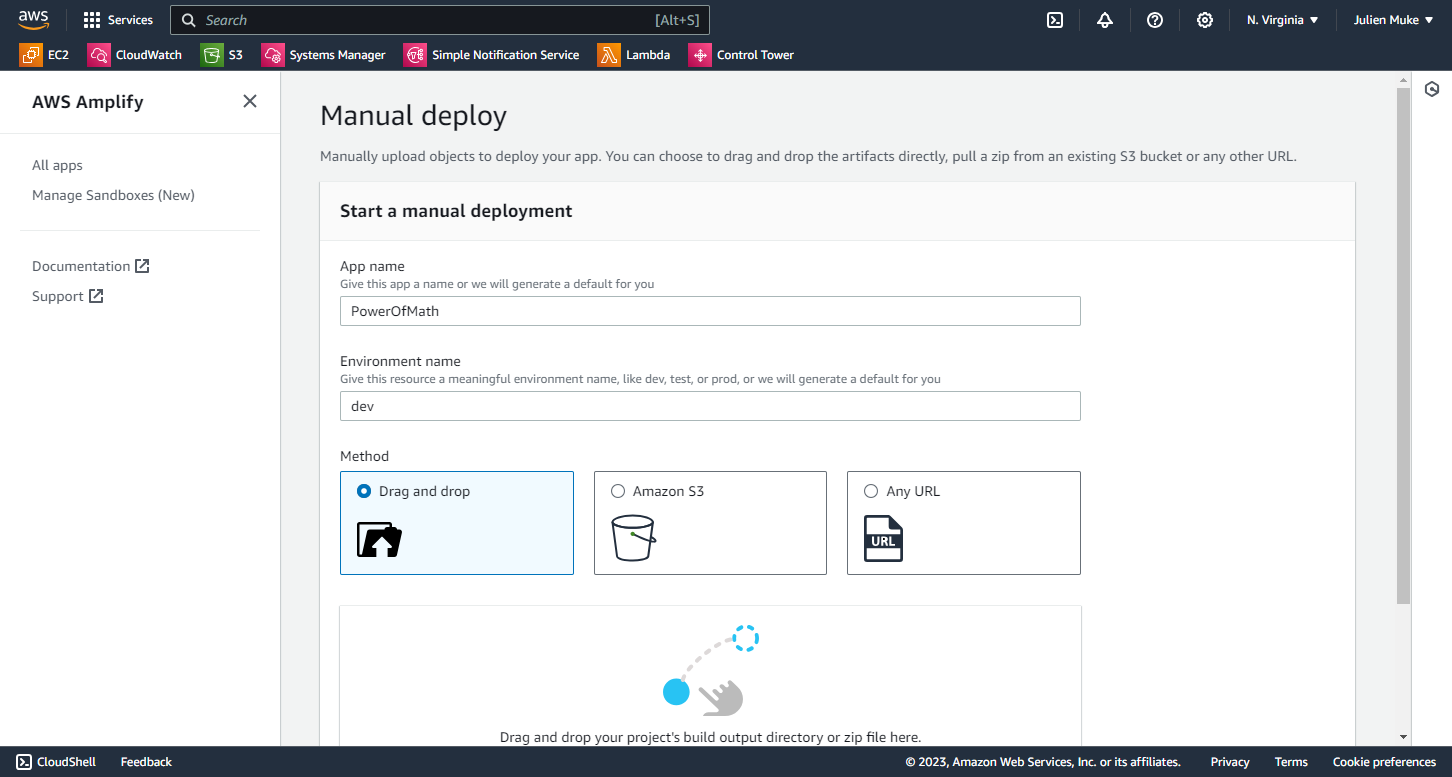 aws
Services
Search [Alt+S]
N. Virginia
Julien Muke
EC2
CloudWatch
S3
Systems Manager
Simple Notification Service
Lambda
Control Tower
AWS Amplify
All apps
Manage Sandboxes (New)
Documentation
Support
Manual deploy
Manually upload objects to deploy your app. You can choose to drag and drop the artifacts directly, pull a zip from an existing S3 bucket or any other URL.
Start a manual deployment
App name
Give this app a name or we will generate a default for you
PowerOfMath
Environment name
Give this resource a meaningful environment name, like dev, test, or prod, or we will generate a default for you
dev
Method
Drag and drop
Amazon S3
Any URL
URL
Drag and drop your project's build output directory or zip file here.
CloudShell
Feedback
© 2023, Amazon Web Services, Inc. or its affiliates.
Privacy
Terms
Cookie preferences